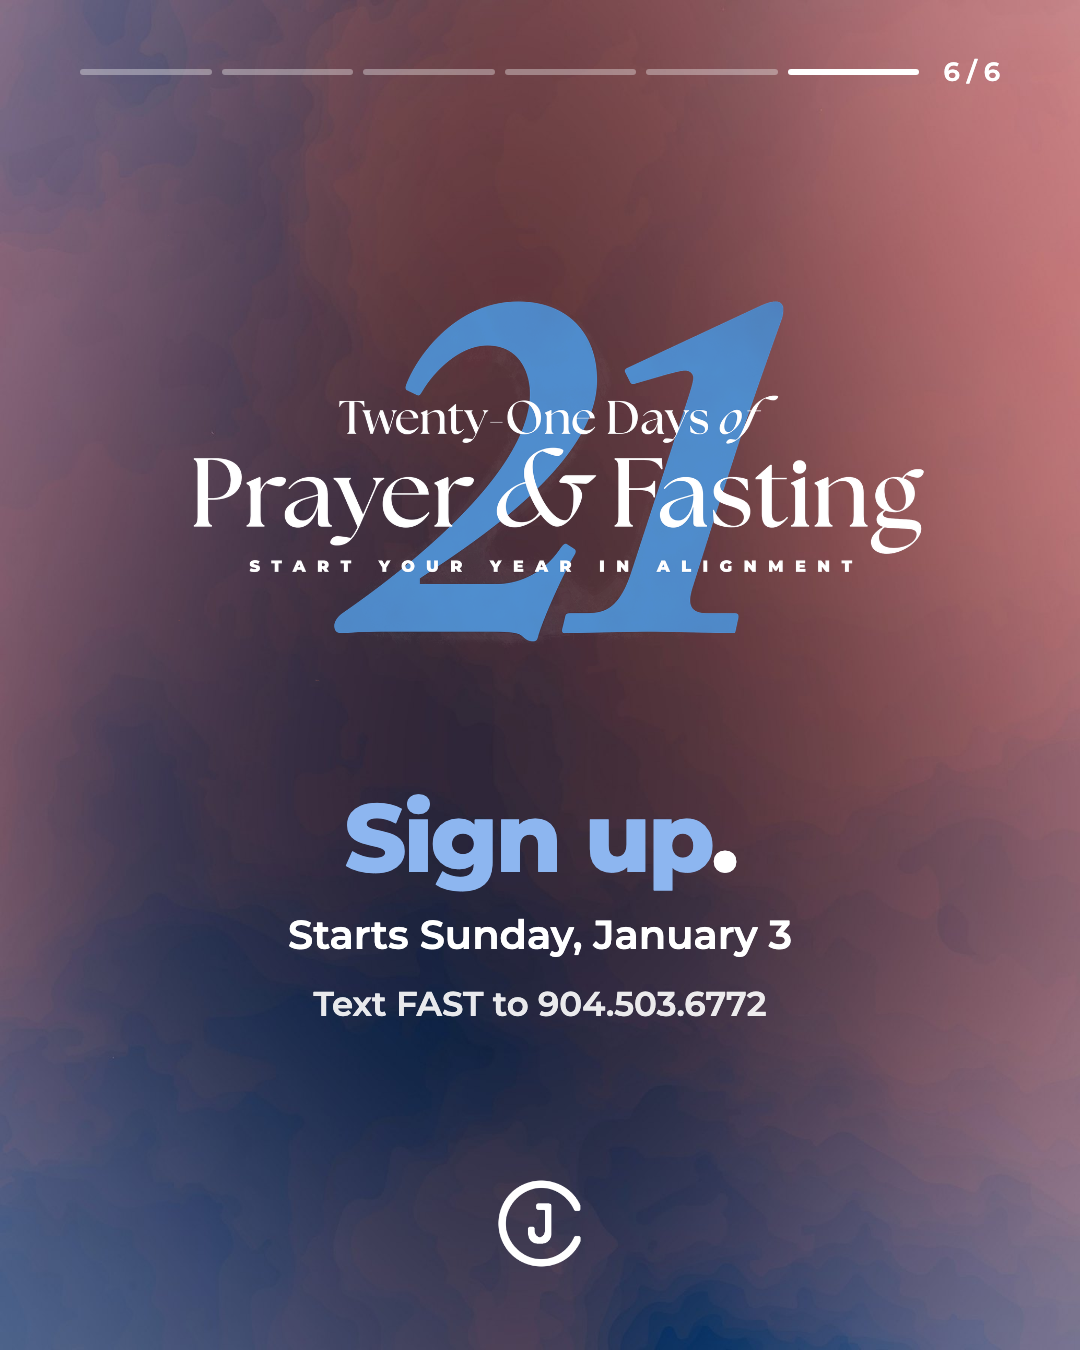 6/6
21
Twenty-One Days of
Prayer & Fasting
START YOUR YEAR IN ALIGNMENT
Sign up.
Starts Sunday, January 3
Text FAST to 904.503.6772
CJ